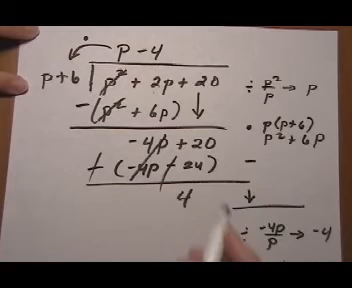 p - 4
p + 6 | p² + 2p + 20 ÷ p²/p → p
-(p² + 6p) ↓ • p(p+6)
p² + 6p
-4p + 20
+ (-4p - 24) -
4 ↓
÷ -4p/p → -4